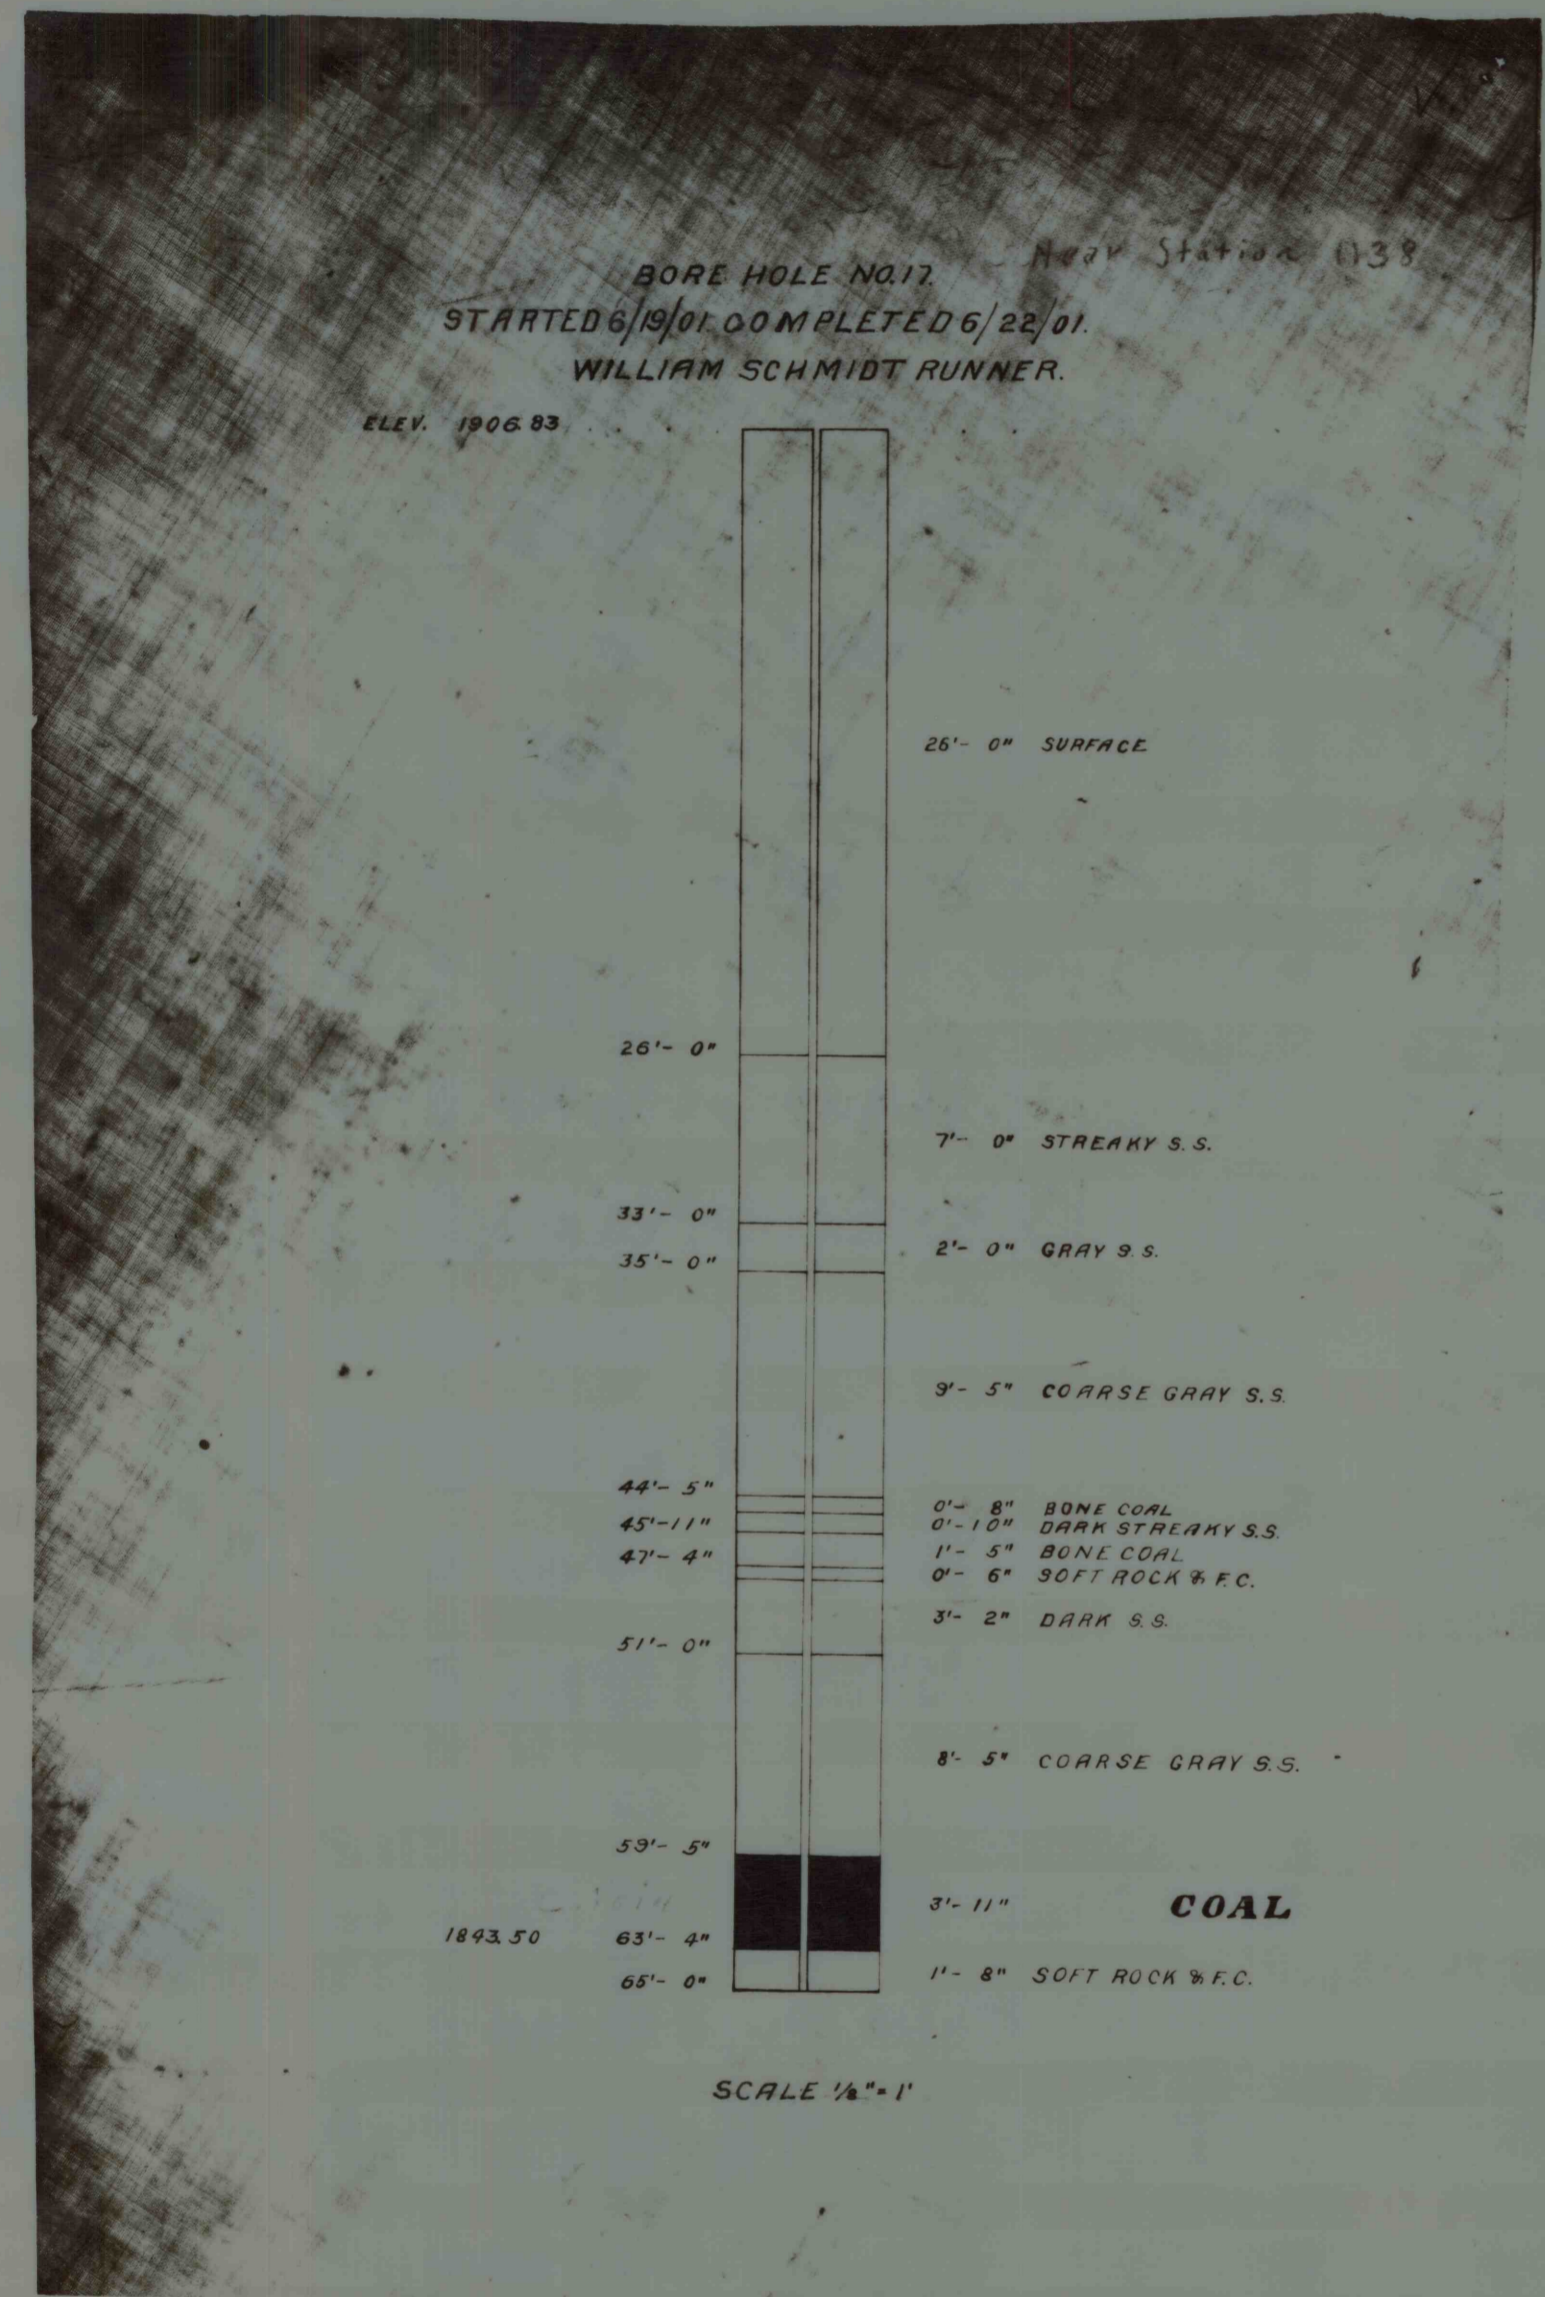 Near Station 1138
BORE HOLE NO.17.
STARTED 6/19/01. COMPLETED 6/22/01.
WILLIAM SCHMIDT RUNNER.
ELEV. 1906.83
26'- 0" SURFACE
26'- 0"
7'- 0" STREAKY S.S.
33'- 0"
2'- 0" GRAY S.S.
35'- 0"
9'- 5" COARSE GRAY S.S.
44'- 5"
0'- 8" BONE COAL
45'-11" 0'-10" DARK STREAKY S.S.
47'- 4" 1'- 5" BONE COAL
0'- 6" SOFT ROCK & F.C.
3'- 2" DARK S.S.
51'- 0"
8'- 5" COARSE GRAY S.S.
59'- 5"
3'- 11" COAL
1843.50 63'- 4"
65'- 0" 1'- 8" SOFT ROCK & F.C.
SCALE 1/8"=1'